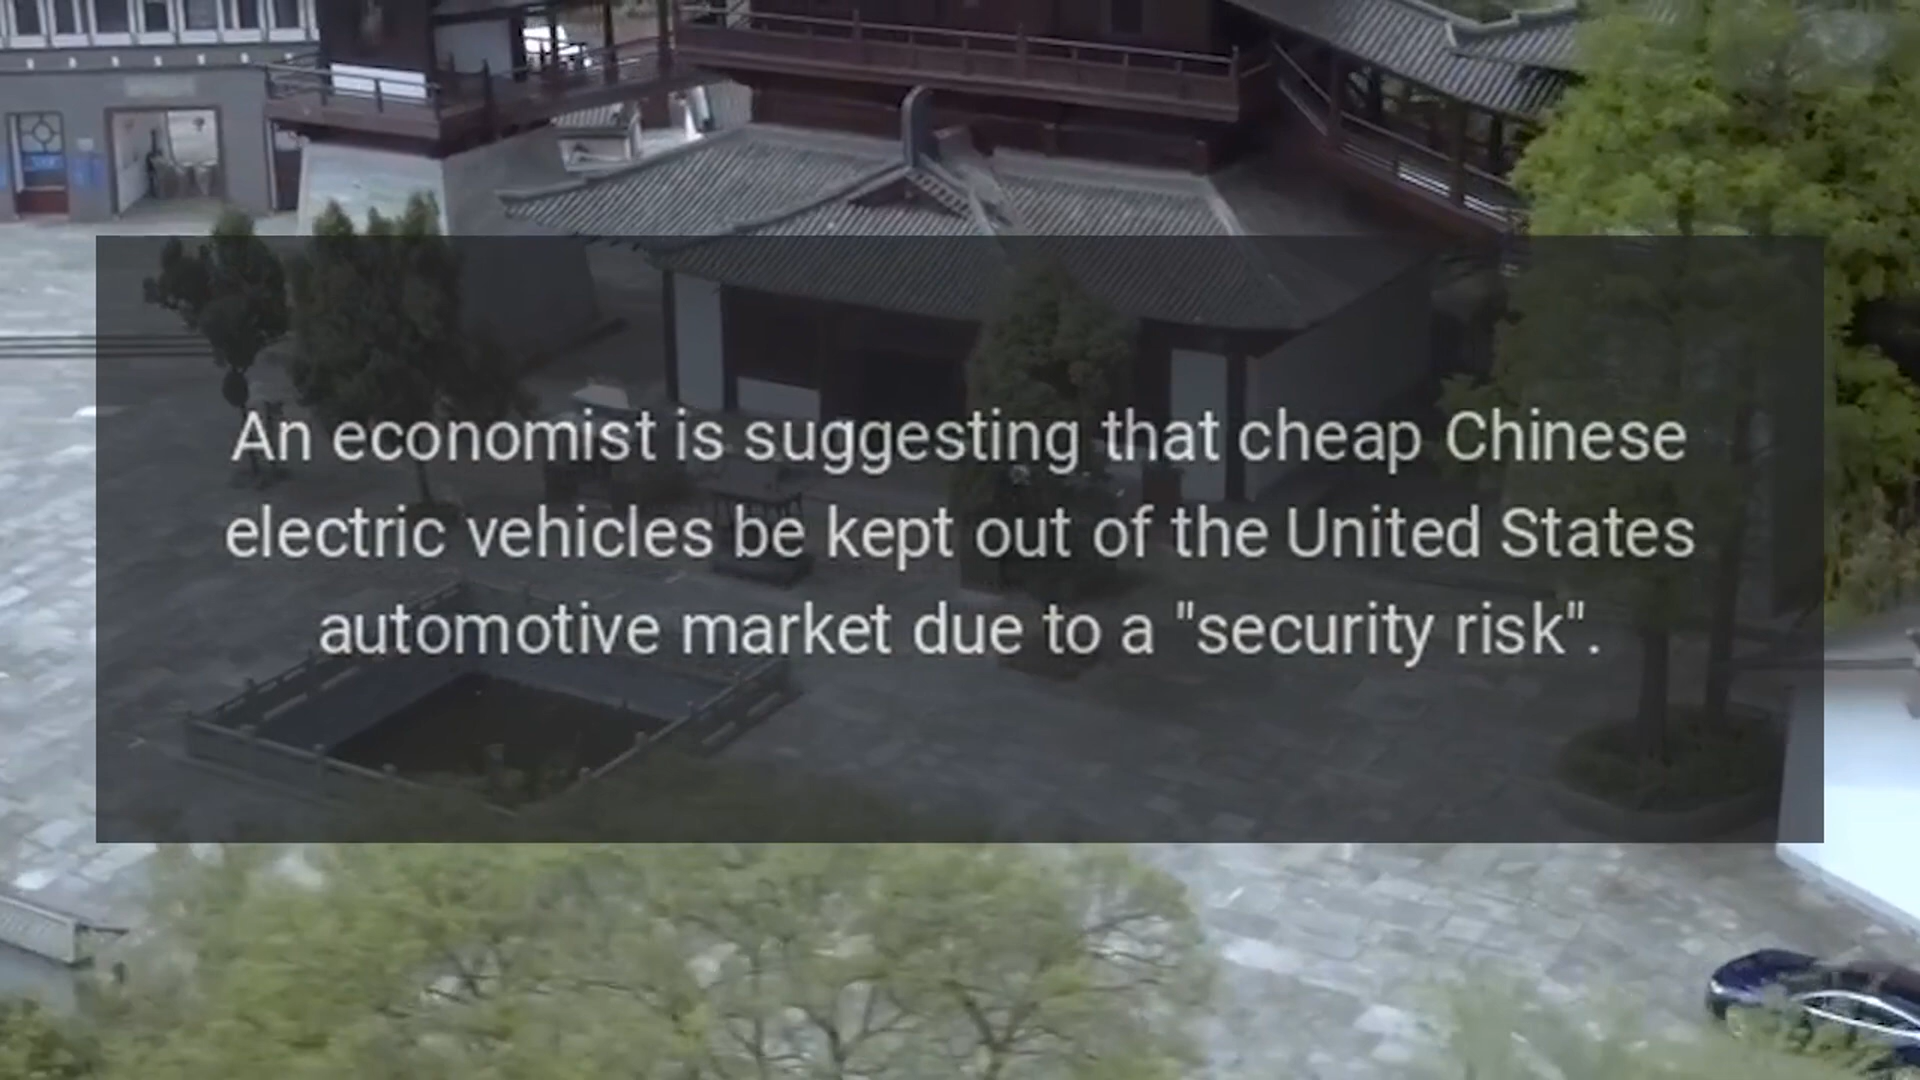 An economist is suggesting that cheap Chinese
electric vehicles be kept out of the United States
automotive market due to a "security risk".